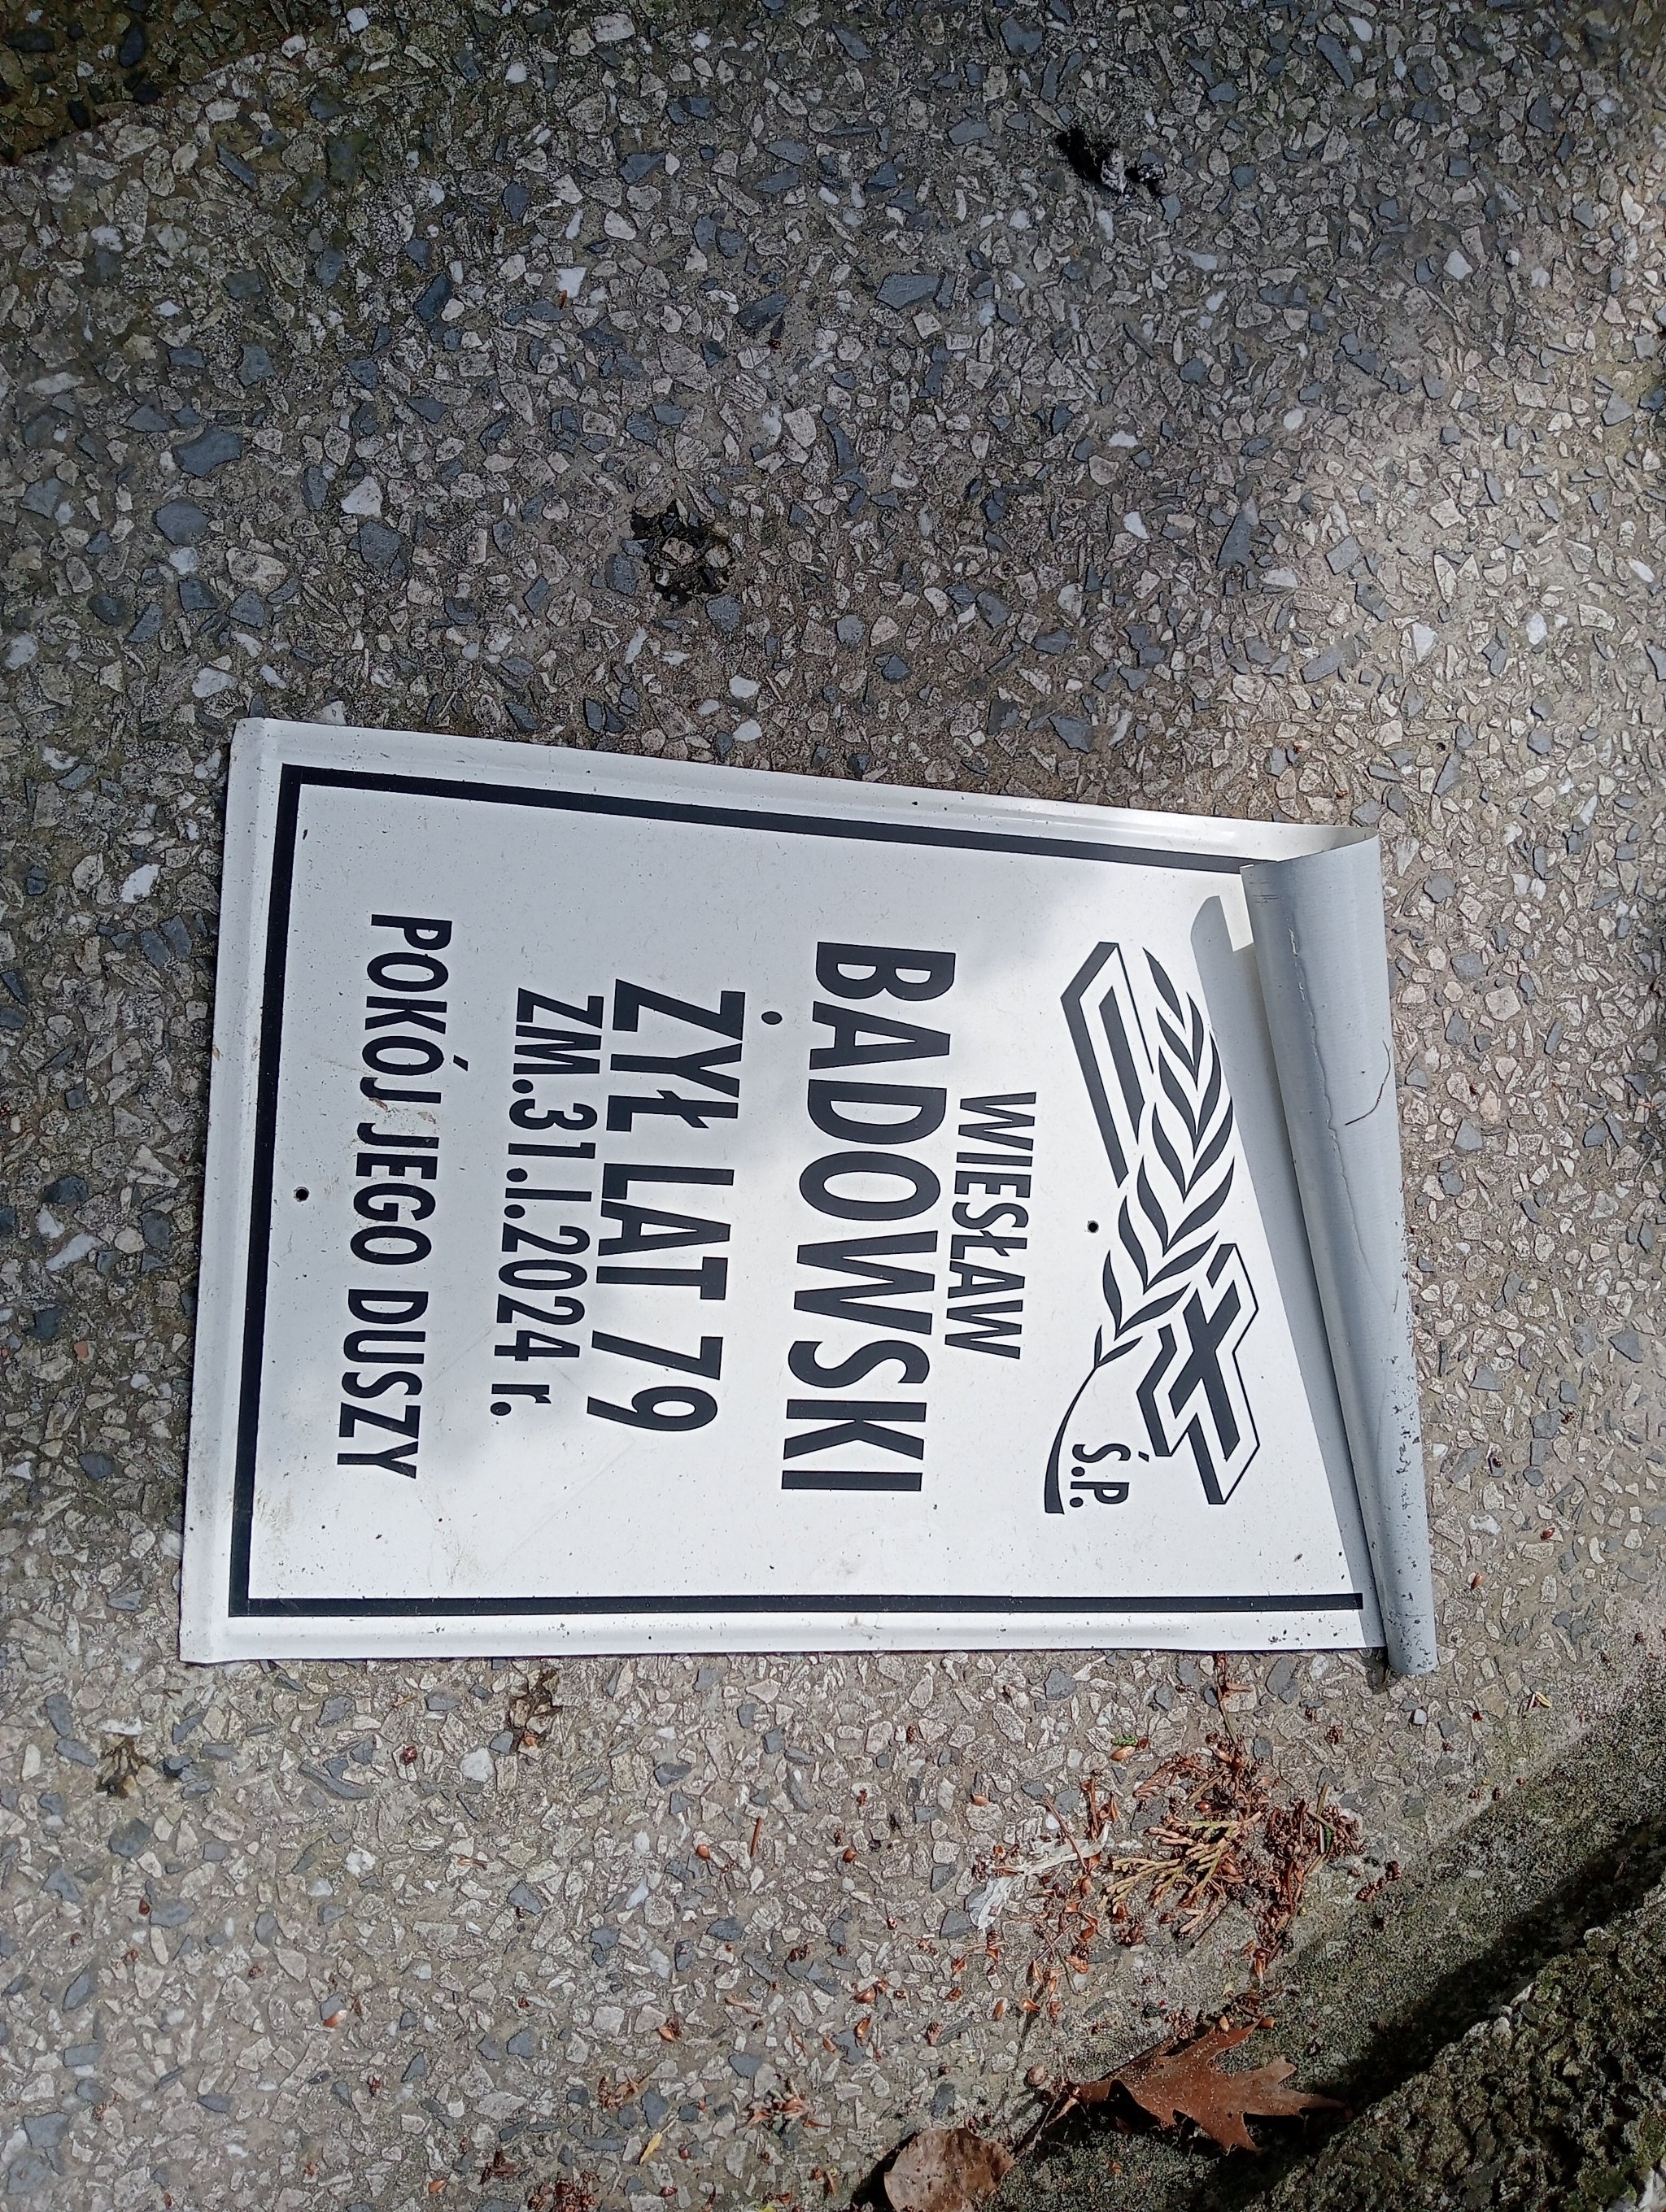 Ś.P.
WIESŁAW
BADOWSKI
ŻYŁ LAT 79
ZM.31.I.2024 r.
POKÓJ JEGO DUSZY